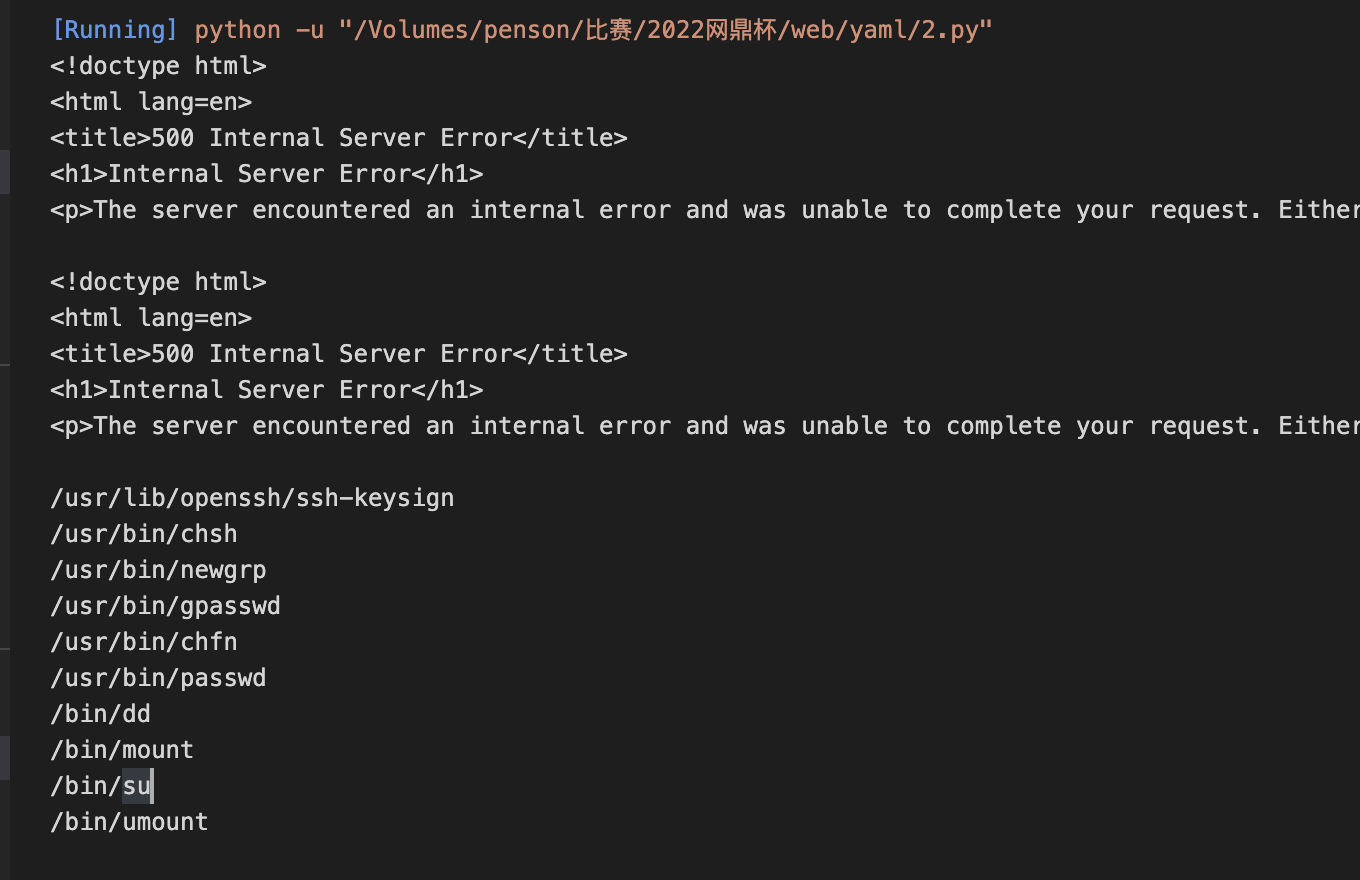 [Running] python -u "/Volumes/penson/比赛/2022网鼎杯/web/yaml/2.py"
<!doctype html>
<html lang=en>
<title>500 Internal Server Error</title>
<h1>Internal Server Error</h1>
<p>The server encountered an internal error and was unable to complete your request. Either
<!doctype html>
<html lang=en>
<title>500 Internal Server Error</title>
<h1>Internal Server Error</h1>
<p>The server encountered an internal error and was unable to complete your request. Either
/usr/lib/openssh/ssh-keysign
/usr/bin/chsh
/usr/bin/newgrp
/usr/bin/gpasswd
/usr/bin/chfn
/usr/bin/passwd
/bin/dd
/bin/mount
/bin/su
/bin/umount